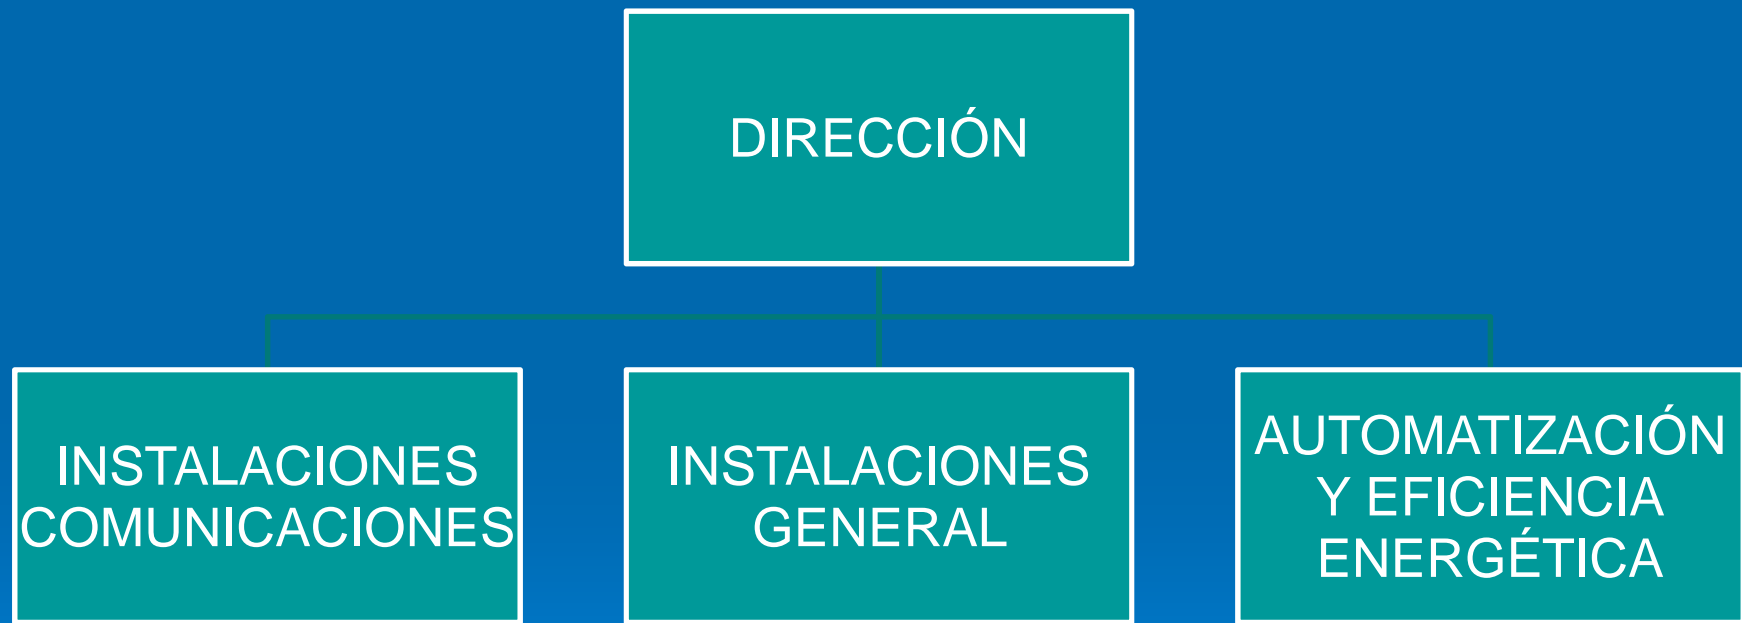 DIRECCIÓN
INSTALACIONES
COMUNICACIONES
INSTALACIONES
GENERAL
AUTOMATIZACIÓN
Y EFICIENCIA
ENERGÉTICA